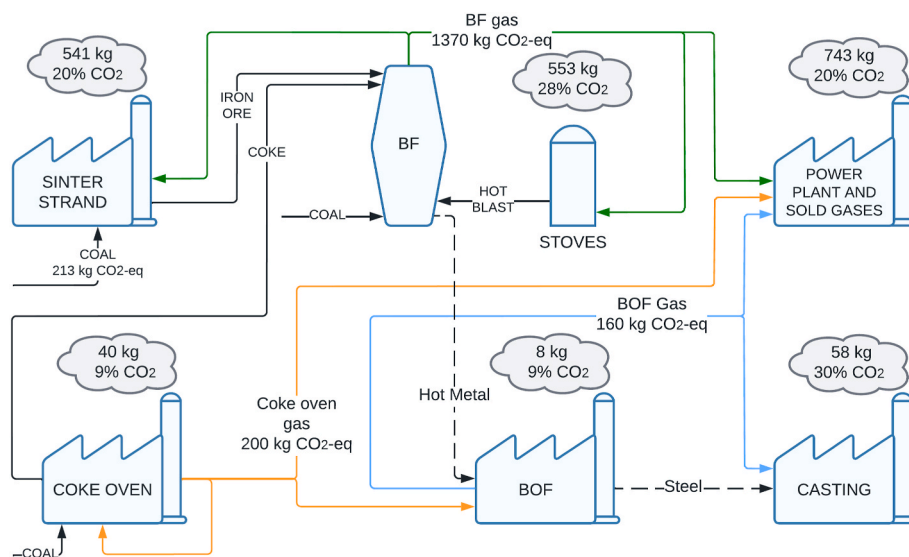 BF gas
1370 kg CO2-eq
541 kg
20% CO2
553 kg
28% CO2
743 kg
20% CO2
IRON
ORE
COKE
BF
SINTER
STRAND
HOT
BLAST
POWER
PLANT AND
SOLD GASES
COAL
STOVES
COAL
213 kg CO2-eq
BOF Gas
160 kg CO2-eq
40 kg
9% CO2
8 kg
9% CO2
58 kg
30% CO2
Hot Metal
Coke oven
gas
200 kg CO2-eq
COKE OVEN
BOF
Steel
CASTING
COAL